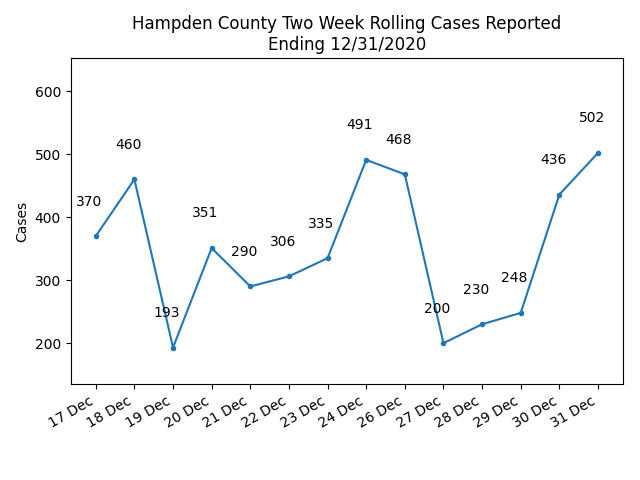 Hampden County Two Week Rolling Cases Reported
Ending 12/31/2020
Cases
600
500
400
300
200
370
460
193
351
290
306
335
491
468
200
230
248
436
502
17 Dec
18 Dec
19 Dec
20 Dec
21 Dec
22 Dec
23 Dec
24 Dec
26 Dec
27 Dec
28 Dec
29 Dec
30 Dec
31 Dec